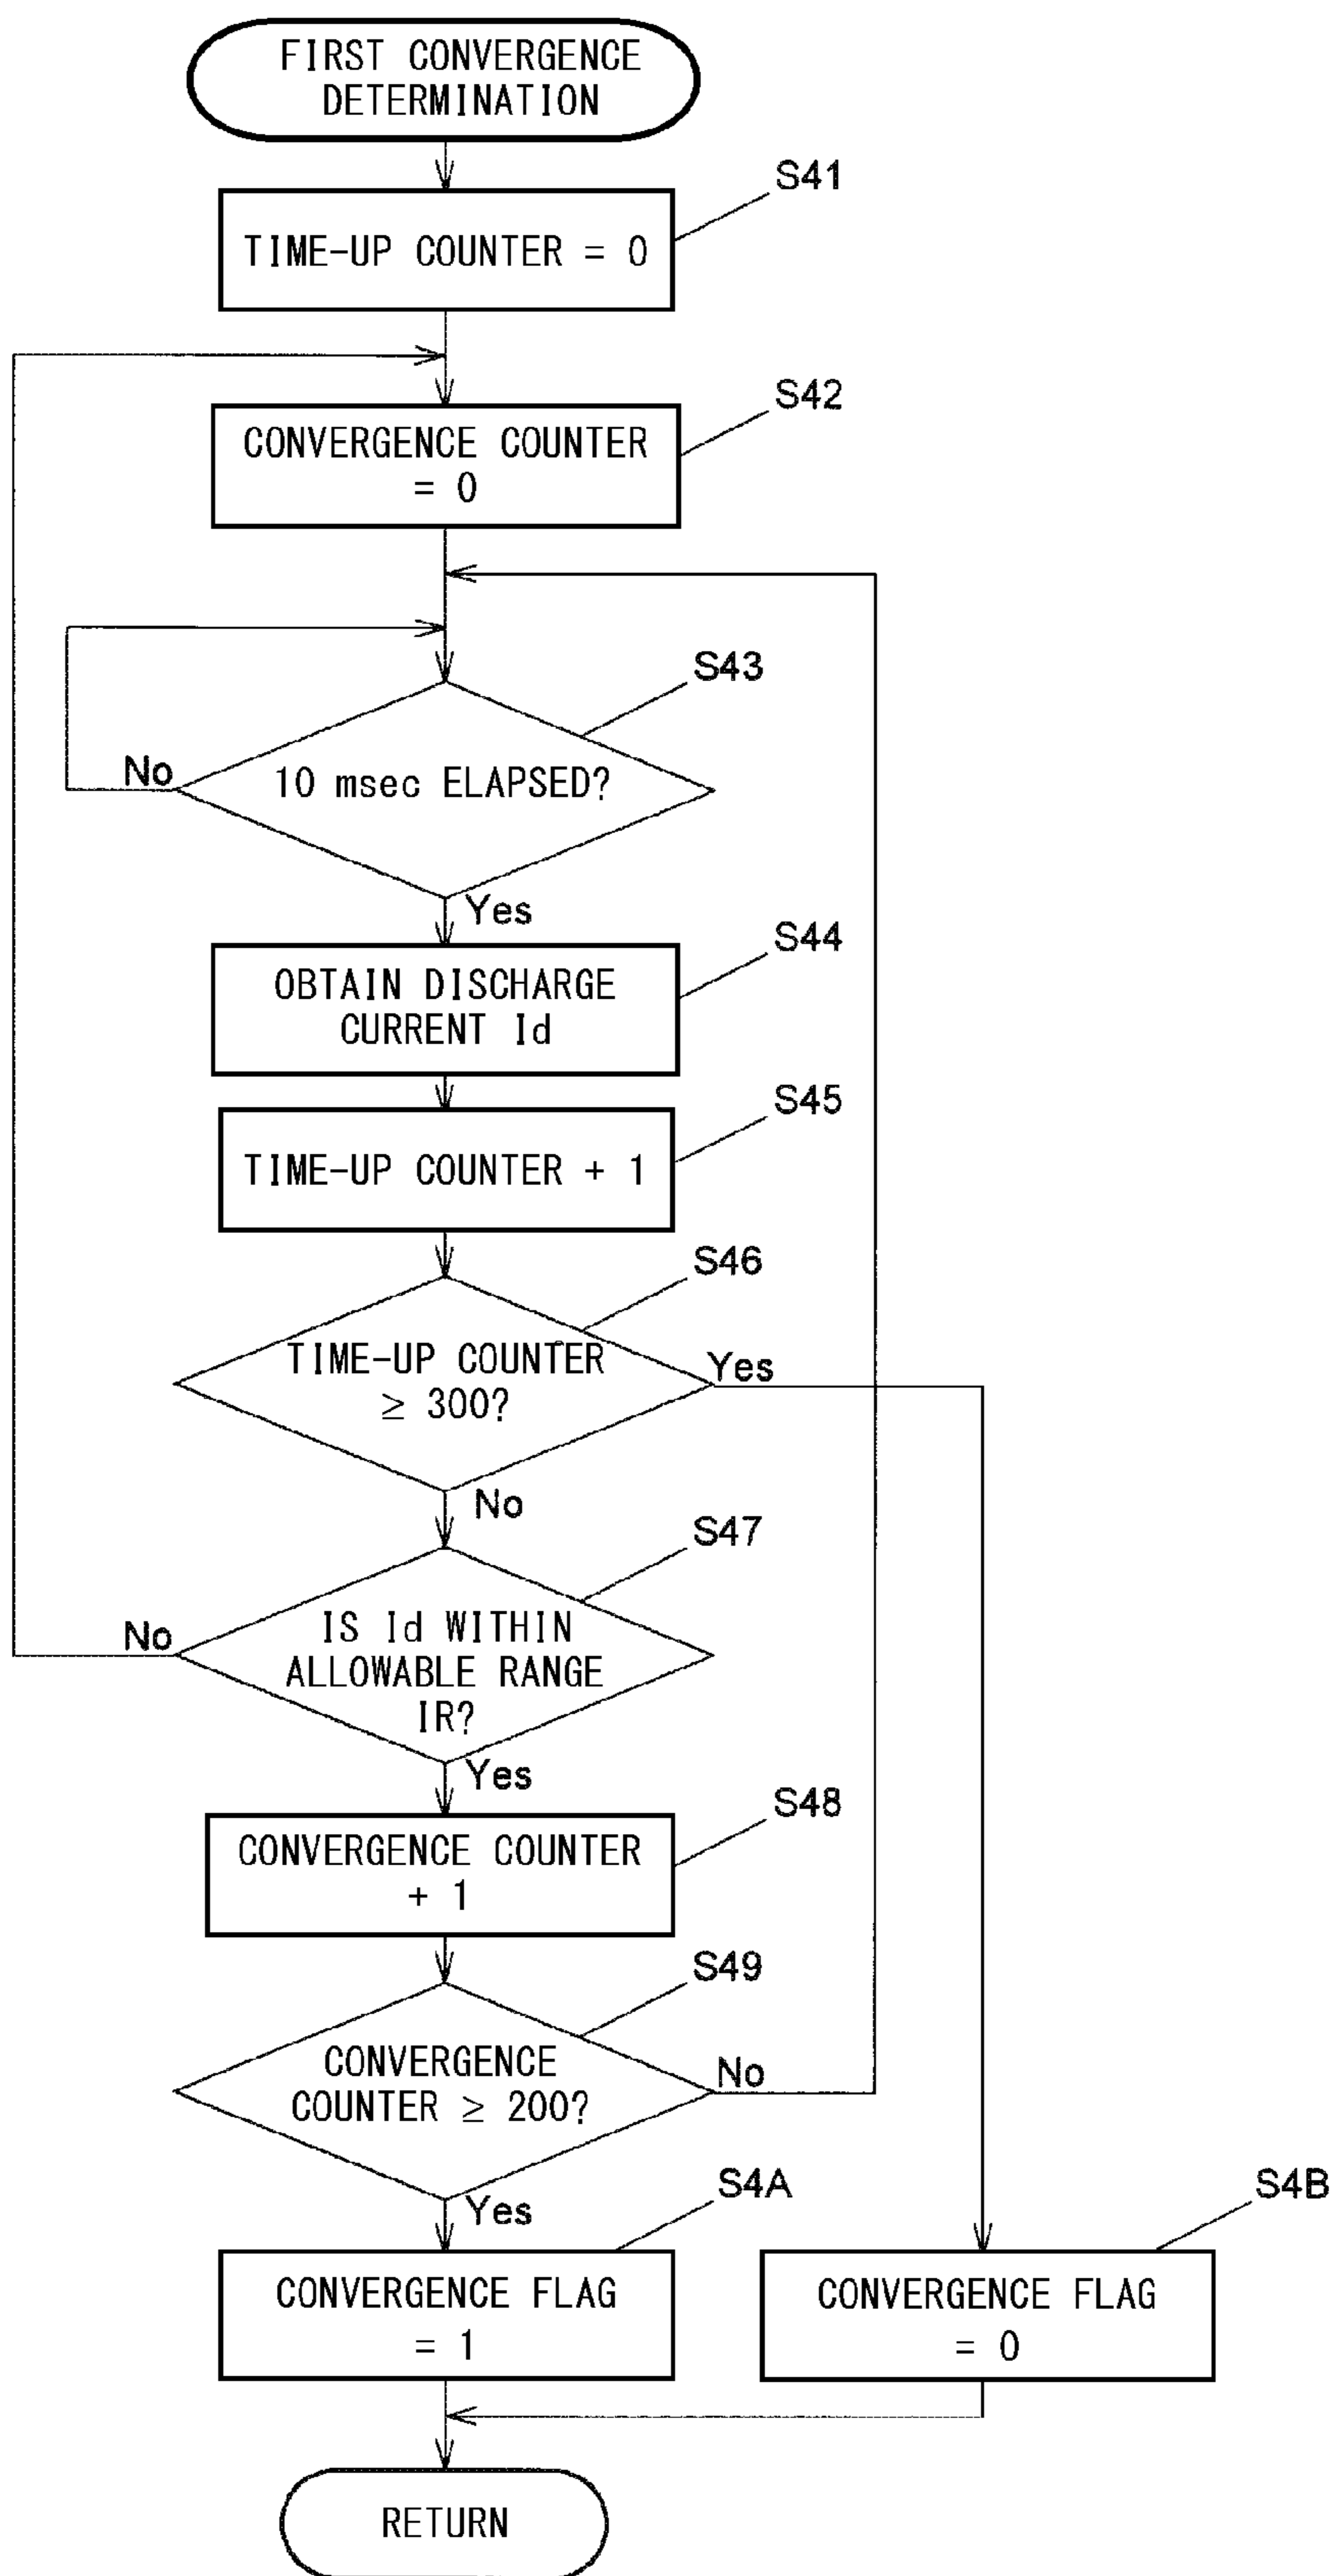 FIRST CONVERGENCE
DETERMINATION
S41
TIME-UP COUNTER = 0
S42
CONVERGENCE COUNTER
= 0
S43
No
10 msec ELAPSED?
Yes
S44
OBTAIN DISCHARGE
CURRENT Id
S45
TIME-UP COUNTER + 1
S46
TIME-UP COUNTER
≥ 300?
Yes
No
S47
No
IS Id WITHIN
ALLOWABLE RANGE
IR?
Yes
S48
CONVERGENCE COUNTER
+ 1
S49
CONVERGENCE
COUNTER ≥ 200?
No
Yes
S4A
S4B
CONVERGENCE FLAG
= 1
CONVERGENCE FLAG
= 0
RETURN